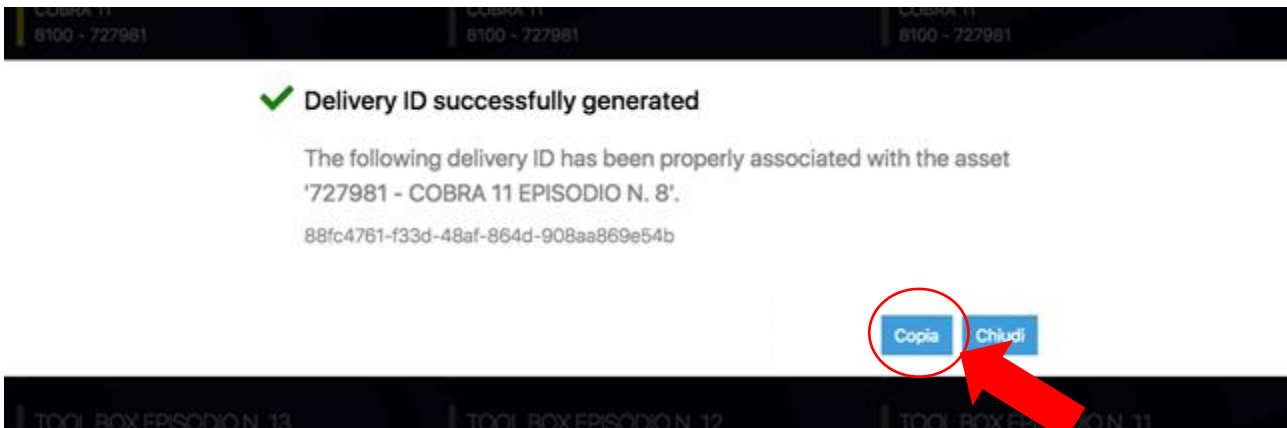 COBRA 11 COBRA 11 COBRA 11
8100 - 727981 8100 - 727981 8100 - 727981
Delivery ID successfully generated
The following delivery ID has been properly associated with the asset
'727981 - COBRA 11 EPISODIO N. 8'.
88fc4761-f33d-48af-864d-908aa869e54b
Copia Chiudi
TOOL BOX EPISODIO N. 13 TOOL BOX EPISODIO N. 12 TOOL BOX EPISODIO N. 11